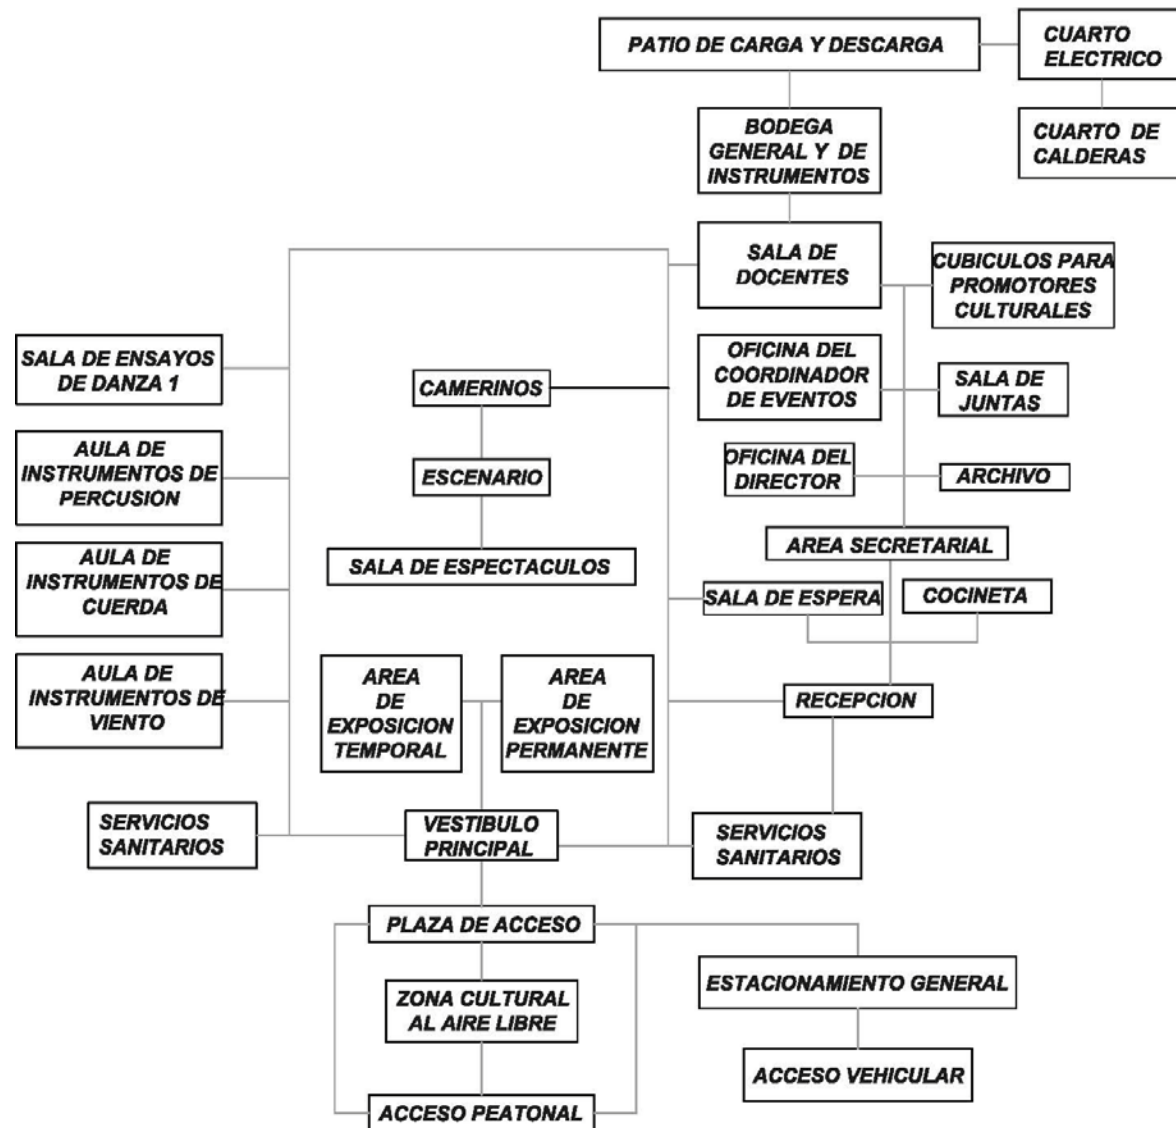 PATIO DE CARGA Y DESCARGA
CUARTO
ELECTRICO
BODEGA
GENERAL Y DE
INSTRUMENTOS
CUARTO DE
CALDERAS
SALA DE
DOCENTES
CUBICULOS PARA
PROMOTORES
CULTURALES
SALA DE ENSAYOS
DE DANZA 1
CAMERINOS
OFICINA DEL
COORDINADOR
DE EVENTOS
SALA DE
JUNTAS
AULA DE
INSTRUMENTOS DE
PERCUSION
ESCENARIO
OFICINA DEL
DIRECTOR
ARCHIVO
AREA SECRETARIAL
AULA DE
INSTRUMENTOS DE
CUERDA
SALA DE ESPECTACULOS
SALA DE ESPERA
COCINETA
AULA DE
INSTRUMENTOS DE
VIENTO
AREA
DE
EXPOSICION
TEMPORAL
AREA
DE
EXPOSICION
PERMANENTE
RECEPCION
SERVICIOS
SANITARIOS
VESTIBULO
PRINCIPAL
SERVICIOS
SANITARIOS
PLAZA DE ACCESO
ZONA CULTURAL
AL AIRE LIBRE
ESTACIONAMIENTO GENERAL
ACCESO VEHICULAR
ACCESO PEATONAL